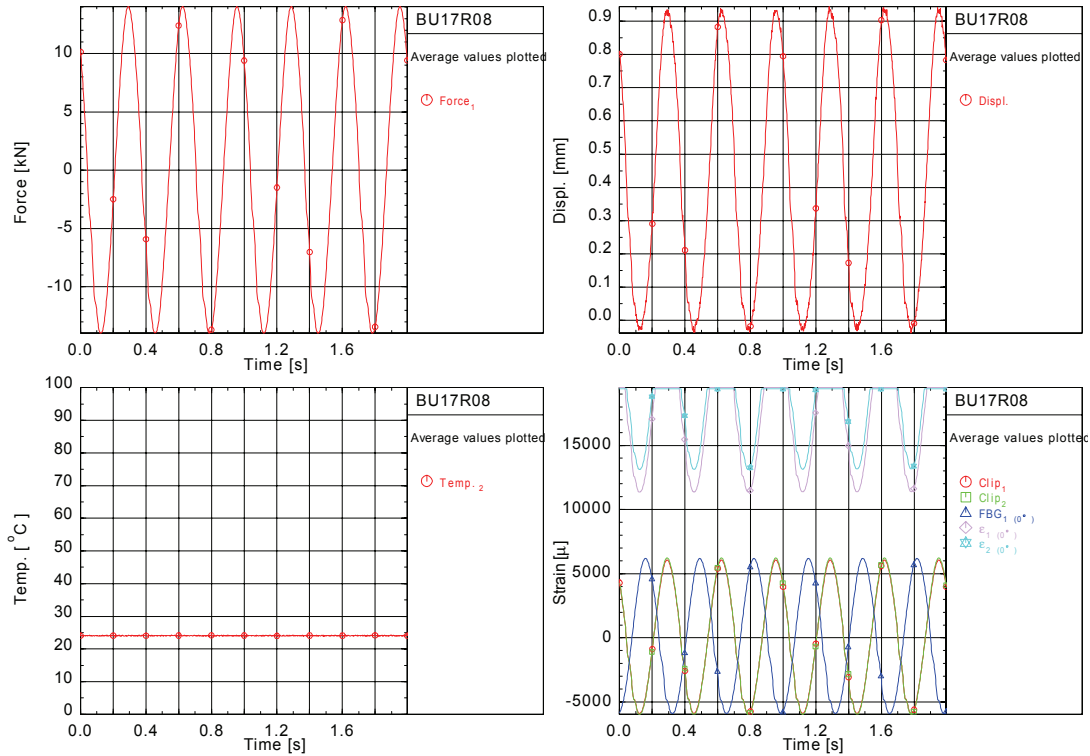 BU17R08
Average values plotted
Force1
Force [kN]
10
5
0
-5
-10
0.0 0.4 0.8 1.2 1.6
Time [s]
BU17R08
Average values plotted
Displ.
Displ. [mm]
0.9
0.8
0.7
0.6
0.5
0.4
0.3
0.2
0.1
0.0
0.0 0.4 0.8 1.2 1.6
Time [s]
BU17R08
Average values plotted
Temp.2
Temp. [°C]
100
90
80
70
60
50
40
30
20
10
0
0.0 0.4 0.8 1.2 1.6
Time [s]
BU17R08
Average values plotted
Clip1
Clip2
FBG1 (0°)
ε1 (0°)
ε2 (0°)
Strain[µ]
15000
10000
5000
0
-5000
0.0 0.4 0.8 1.2 1.6
Time [s]